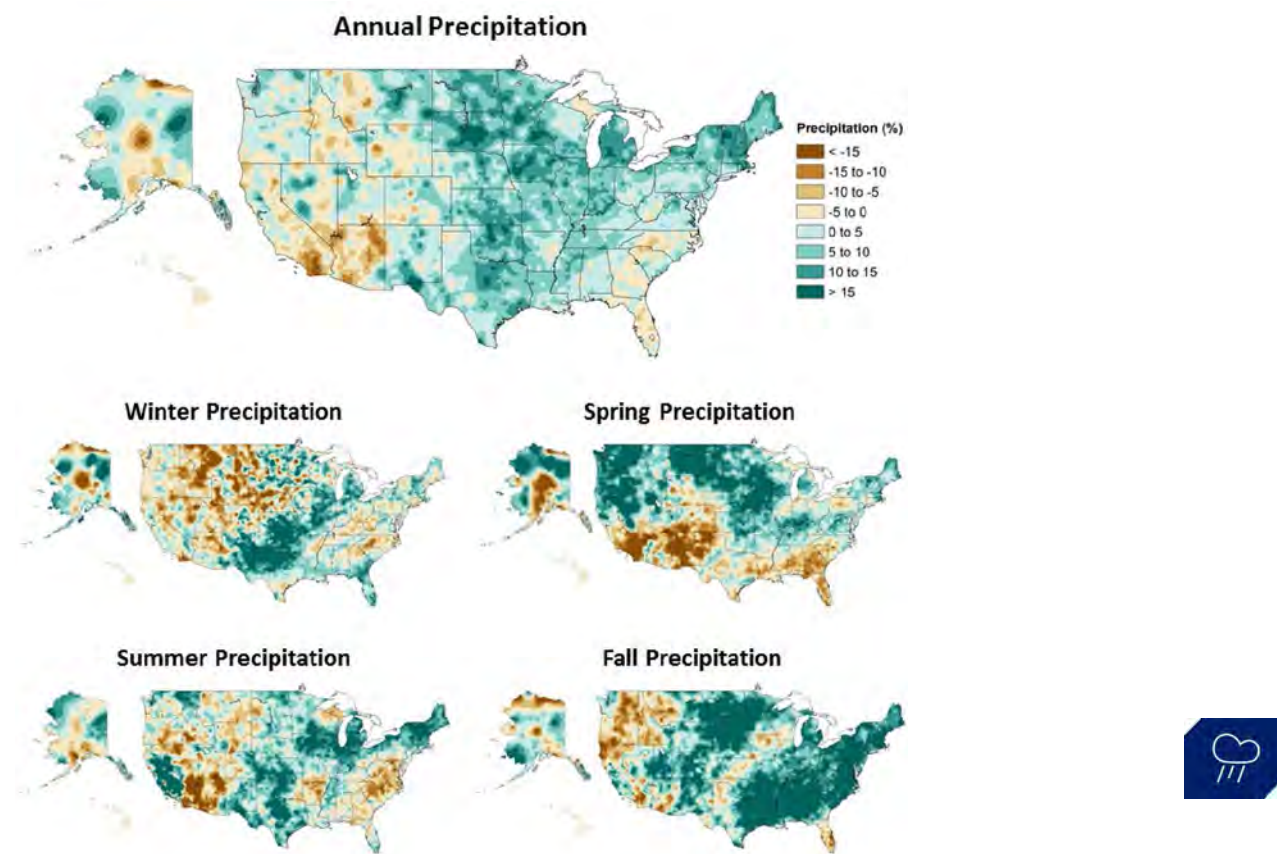 Annual Precipitation
Precipitation (%)
< -15
-15 to -10
-10 to -5
-5 to 0
0 to 5
5 to 10
10 to 15
> 15
Winter Precipitation
Spring Precipitation
Summer Precipitation
Fall Precipitation